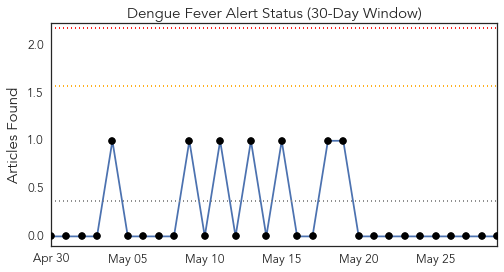 Dengue Fever Alert Status (30-Day Window)
Articles Found
2.0
1.5
1.0
0.5
0.0
Apr 30
May 05
May 10
May 15
May 20
May 25